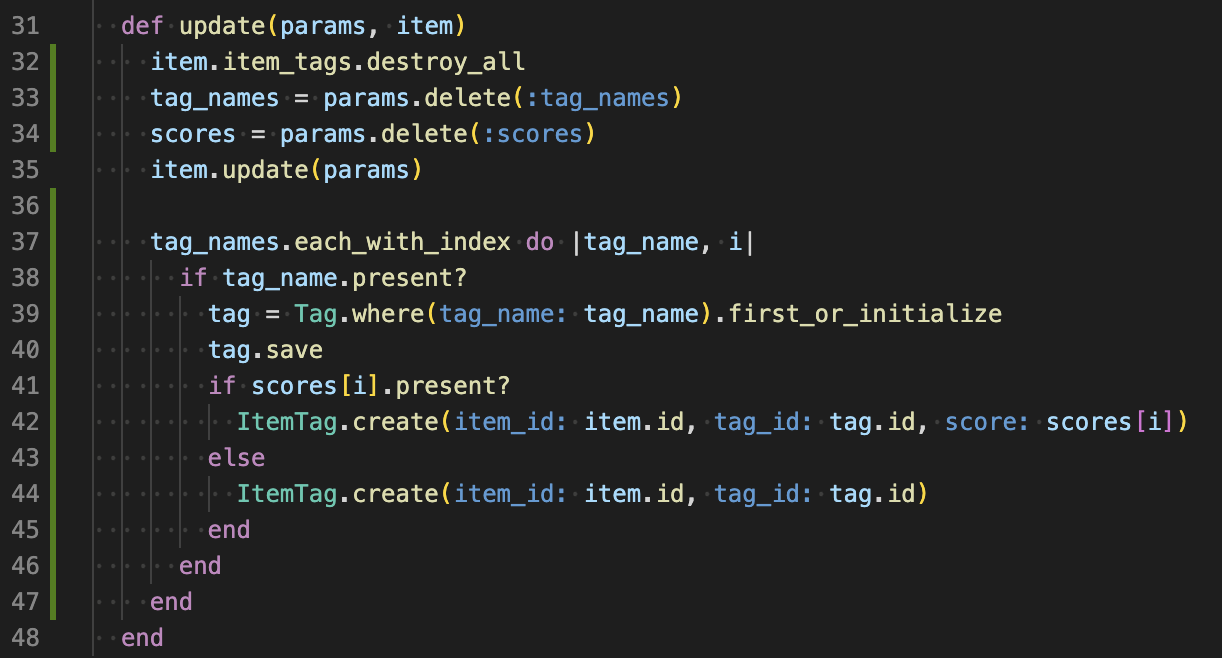 31 def update(params, item)
32 item.item_tags.destroy_all
33 tag_names = params.delete(:tag_names)
34 scores = params.delete(:scores)
35 item.update(params)
36
37 tag_names.each_with_index do |tag_name, i|
38 if tag_name.present?
39 tag = Tag.where(tag_name: tag_name).first_or_initialize
40 tag.save
41 if scores[i].present?
42 ItemTag.create(item_id: item.id, tag_id: tag.id, score: scores[i])
43 else
44 ItemTag.create(item_id: item.id, tag_id: tag.id)
45 end
46 end
47 end
48 end